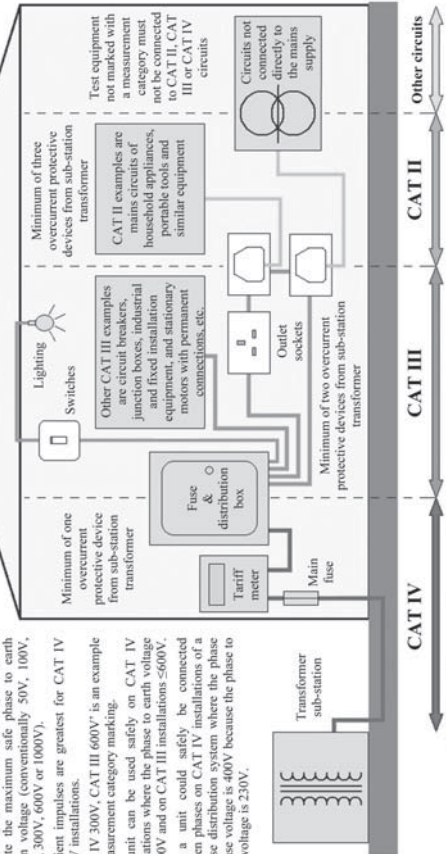 te the maximum safe phase to earth
n voltage (conventionally 50V, 100V,
300V, 600V or 1000V).
ient impulses are greatest for CAT IV
V installations.
IV 300V, CAT III 600V' is an example
asurement category marking.
unit can be used safely on CAT IV
ations where the phase to earth voltage
0V and on CAT III installations ≤600V.
a unit could safely be connected
en phases on CAT IV installations of a
se distribution system where the phase
se voltage is 400V because the phase to
voltage is 230V.
Transformer
sub-station
Minimum of one
overcurrent
protective device
from sub-station
transformer
Tariff
meter
Main
fuse
Fuse
&
distribution
box
Lighting
Switches
Other CAT III examples
are circuit breakers,
junction boxes, industrial
and fixed installation
equipment, and stationary
motors with permanent
connections, etc.
Outlet
sockets
Minimum of two overcurrent
protective devices from sub-station
transformer
Minimum of three
overcurrent protective
devices from sub-station
transformer
CAT II examples are
mains circuits of
household appliances,
portable tools and
similar equipment
Test equipment
not marked with
a measurement
category must
not be connected
to CAT II, CAT
III or CAT IV
circuits
Circuits not
connected
directly to
the mains
supply
CAT IV
CAT III
CAT II
Other circuits